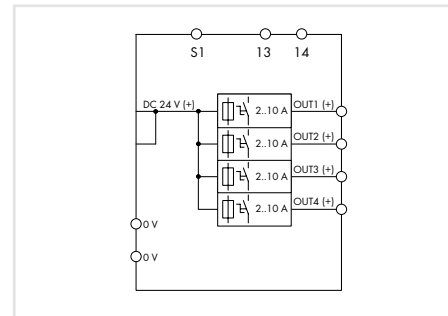 S1 13 14
DC 24 V (+) 2..10 A OUT1 (+)
2..10 A OUT2 (+)
2..10 A OUT3 (+)
2..10 A OUT4 (+)
0 V
0 V